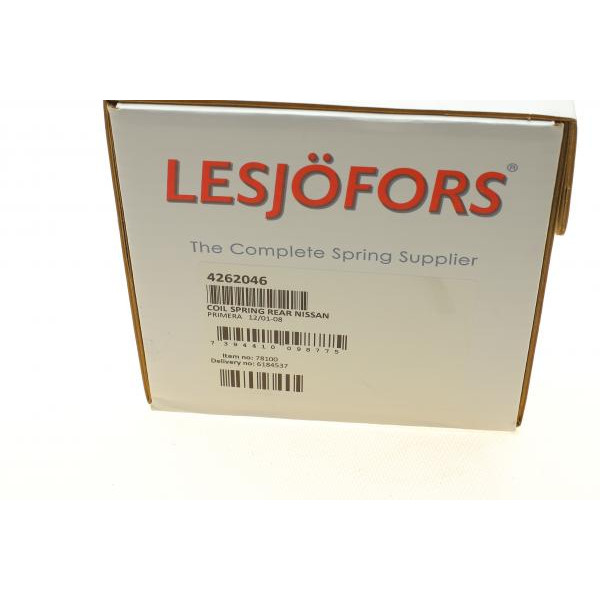 LESJÖFORS®
The Complete Spring Supplier
4262046
COIL SPRING REAR NISSAN
PRIMERA 12/01-08
7 394410 098775
Item no: 78100
Delivery no: 6184537